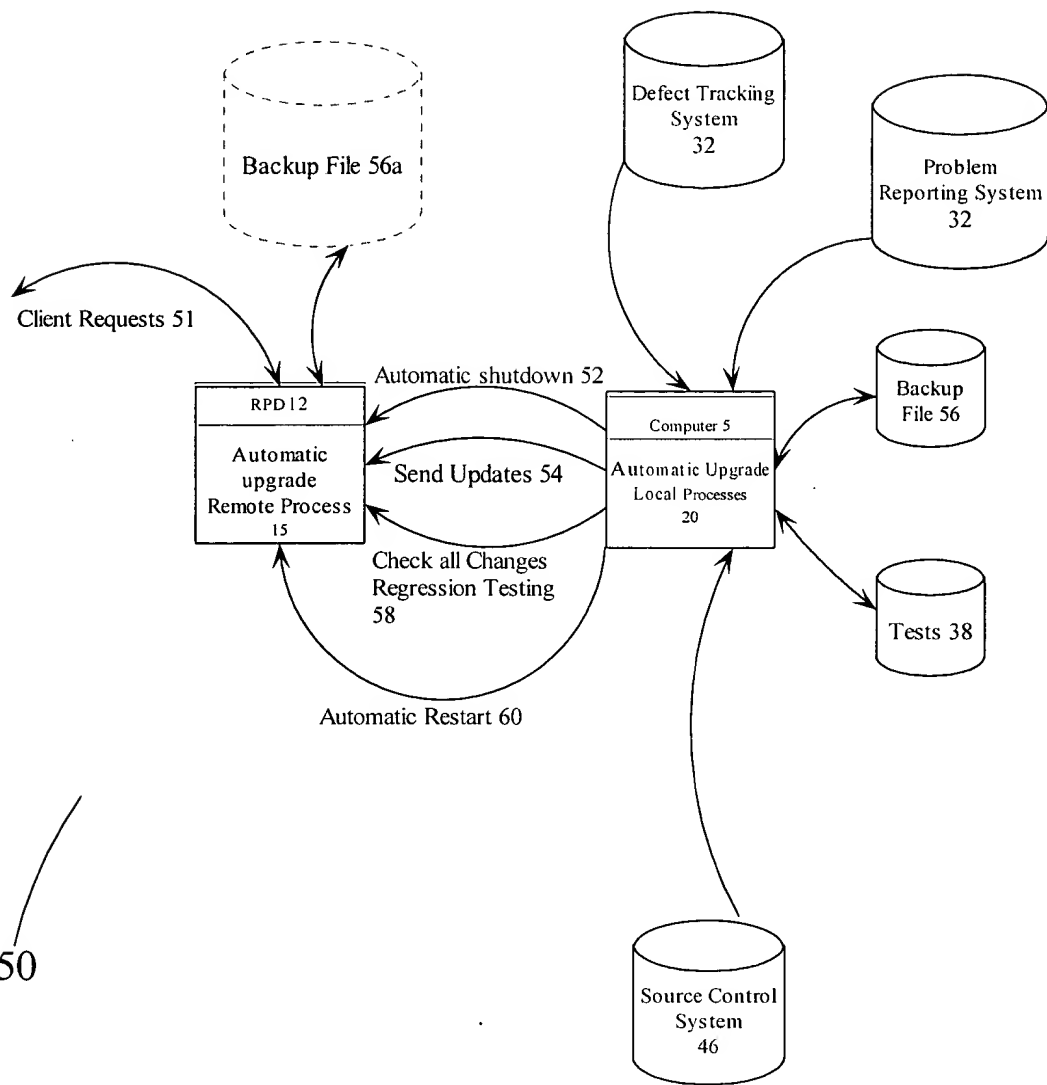 Defect Tracking
System
32
Problem
Reporting System
32
Backup File 56a
Client Requests 51
Automatic shutdown 52
RPD 12
Automatic
upgrade
Remote Process
15
Send Updates 54
Check all Changes
Regression Testing
58
Automatic Restart 60
Computer 5
Automatic Upgrade
Local Processes
20
Backup
File 56
Tests 38
Source Control
System
46
50